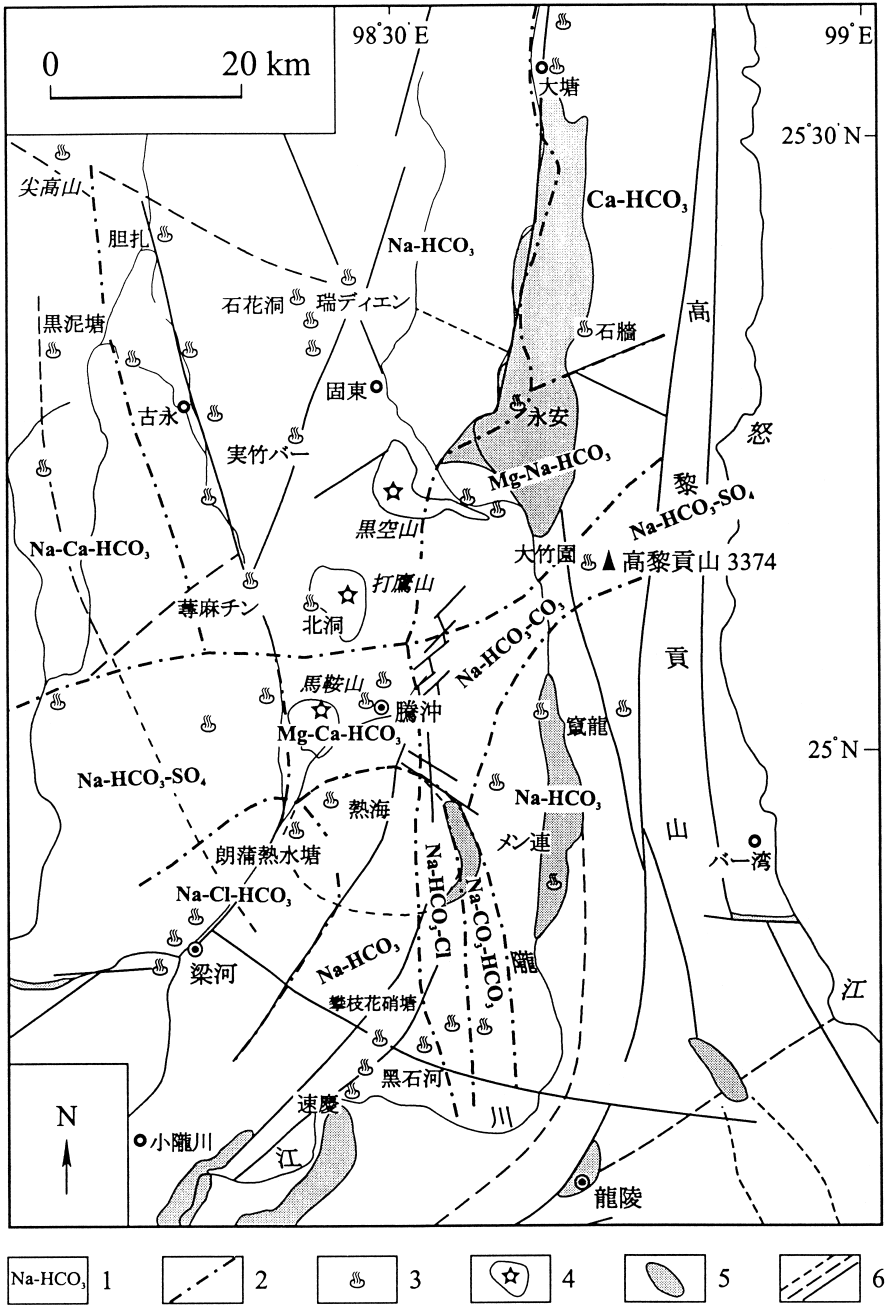 98°30′E
99°E
0 20 km
大塘
25°30′N
尖高山
Ca-HCO₃
胆扎
Na-HCO₃
石花洞
瑞ディエン
高
黒泥塘
石牆
固東
古永
永安
怒
実竹バー
Mg-Na-HCO₃
黎
Na-HCO₃-SO₄
黒空山
Na-Ca-HCO₃
大竹園
高黎貢山 3374
打鷹山
蕁麻チン
北洞
Na-HCO₃-CO₃
貢
馬鞍山
騰沖
竄龍
Mg-Ca-HCO₃
25°N
Na-HCO₃-SO₄
Na-HCO₃
熱海
山
メン連
朗蒲熱水塘
バー湾
Na-HCO₃-Cl
Na-CO₃-HCO₃
Na-Cl-HCO₃
Na-HCO₃
隴
梁河
江
攀枝花硝塘
黒石河
速慶
川
N
小隴川
江
龍陵
Na-HCO₃ 1
2
3
4
5
6